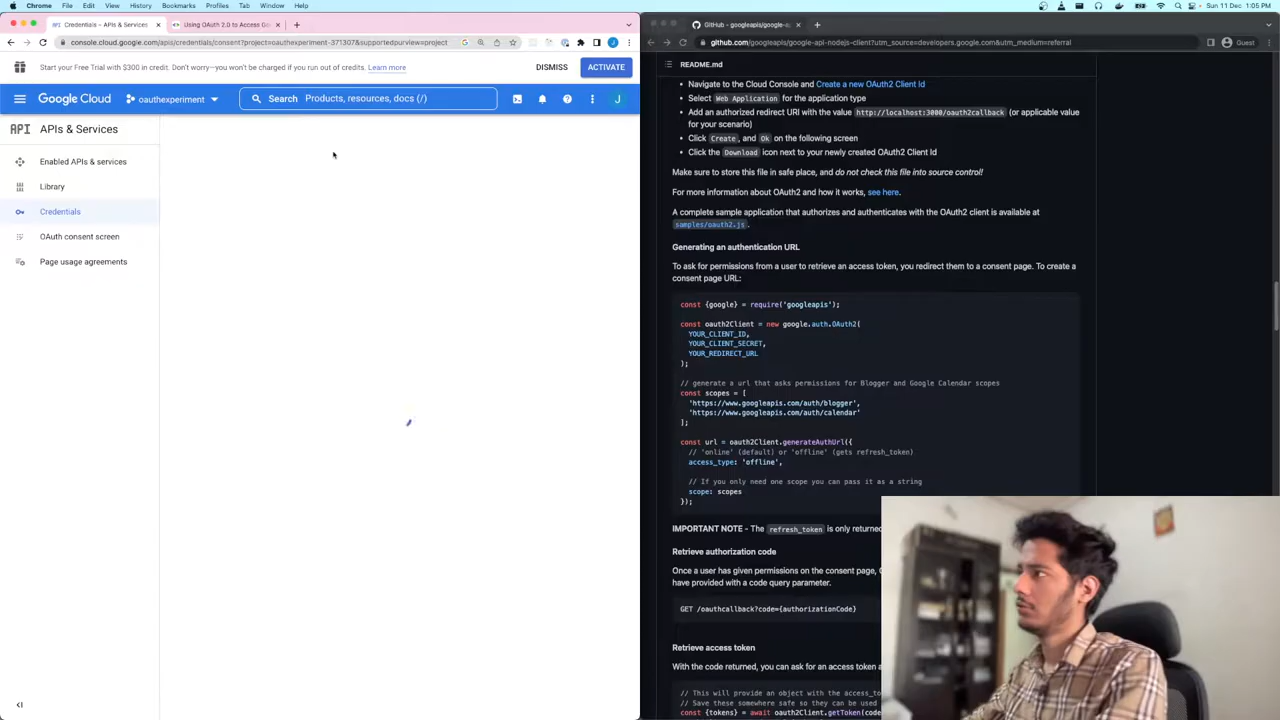 Chrome File Edit View History Bookmarks Profiles Tab Window Help
Sun 11 Dec 1:05 PM
Credentials – APIs & Services
Using OAuth 2.0 to Access Go
console.cloud.google.com/apis/credentials/consent?project=oauthexperiment-371307&supportedpurview=project
Start your Free Trial with $300 in credit. Don't worry—you won't be charged if you run out of credits. Learn more
DISMISS
ACTIVATE
Google Cloud
oauthexperiment
Search Products, resources, docs (/)
J
API APIs & Services
Enabled APIs & services
Library
Credentials
OAuth consent screen
Page usage agreements
GitHub - googleapis/google-a
github.com/googleapis/google-api-nodejs-client?utm_source=developers.google.com&utm_medium=referral
Guest
README.md
Navigate to the Cloud Console and Create a new OAuth2 Client Id
Select Web Application for the application type
Add an authorized redirect URI with the value http://localhost:3000/oauth2callback (or applicable value
for your scenario)
Click Create, and Ok on the following screen
Click the Download icon next to your newly created OAuth2 Client Id
Make sure to store this file in safe place, and do not check this file into source control!
For more information about OAuth2 and how it works, see here.
A complete sample application that authorizes and authenticates with the OAuth2 client is available at
samples/oauth2.js.
Generating an authentication URL
To ask for permissions from a user to retrieve an access token, you redirect them to a consent page. To create a
consent page URL:
const {google} = require('googleapis');
const oauth2Client = new google.auth.OAuth2(
YOUR_CLIENT_ID,
YOUR_CLIENT_SECRET,
YOUR_REDIRECT_URL
);
// generate a url that asks permissions for Blogger and Google Calendar scopes
const scopes = [
'https://www.googleapis.com/auth/blogger',
'https://www.googleapis.com/auth/calendar'
];
const url = oauth2Client.generateAuthUrl({
// 'online' (default) or 'offline' (gets refresh_token)
access_type: 'offline',
// If you only need one scope you can pass it as a string
scope: scopes
});
IMPORTANT NOTE - The refresh_token is only returned
Retrieve authorization code
Once a user has given permissions on the consent page,
have provided with a code query parameter.
GET /oauthcallback?code={authorizationCode}
Retrieve access token
With the code returned, you can ask for an access token
// This will provide an object with the access_to
// Save these somewhere safe so they can be used
const {tokens} = await oauth2Client.getToken(code